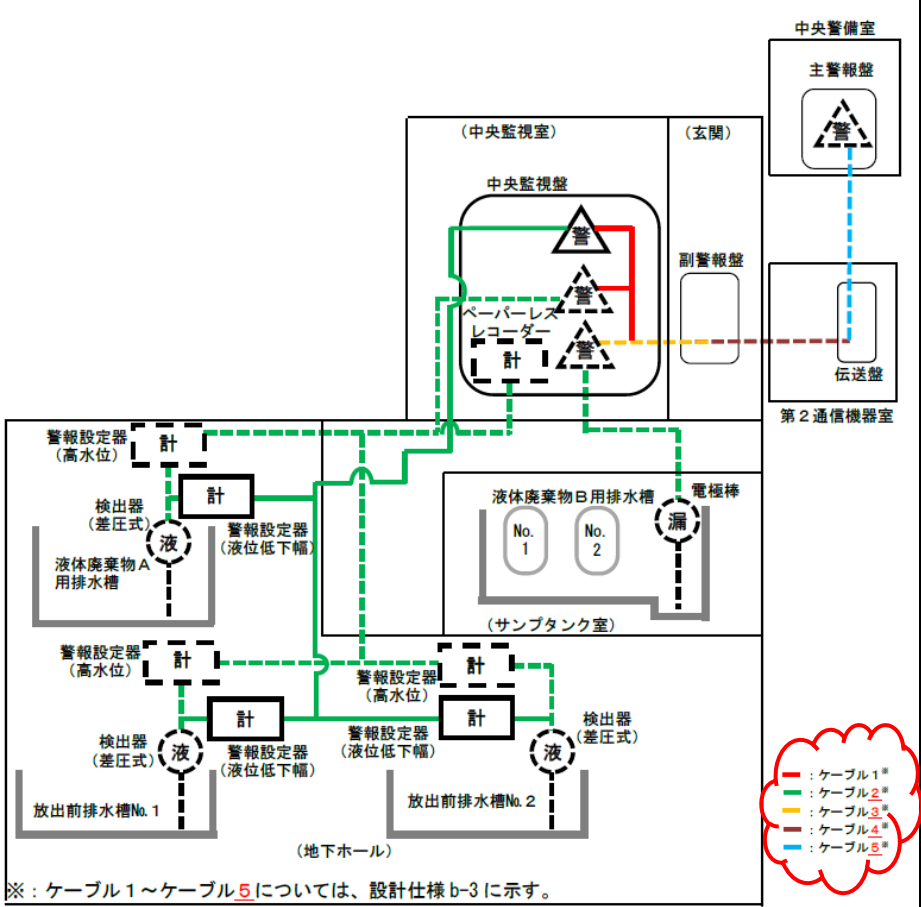 中央警備室
主警報盤
警
（中央監視室）
（玄関）
中央監視盤
警
副警報盤
警
ペーパーレス
レコーダー
計
警
伝送盤
第２通信機器室
警報設定器
（高水位）
計
検出器
（差圧式）
計
液
警報設定器
（液位低下幅）
液体廃棄物Ａ
用排水槽
液体廃棄物Ｂ用排水槽
電極棒
No.
1
No.
2
漏
（サンプタンク室）
警報設定器
（高水位）
計
警報設定器
（高水位）
計
検出器
（差圧式）
計
液
警報設定器
（液位低下幅）
警報設定器
（液位低下幅）
計
液
検出器
（差圧式）
放出前排水槽No.1
放出前排水槽No.2
（地下ホール）
：ケーブル１※
：ケーブル２※
：ケーブル３※
：ケーブル４※
：ケーブル５※
※：ケーブル１～ケーブル５については、設計仕様 b-3 に示す。